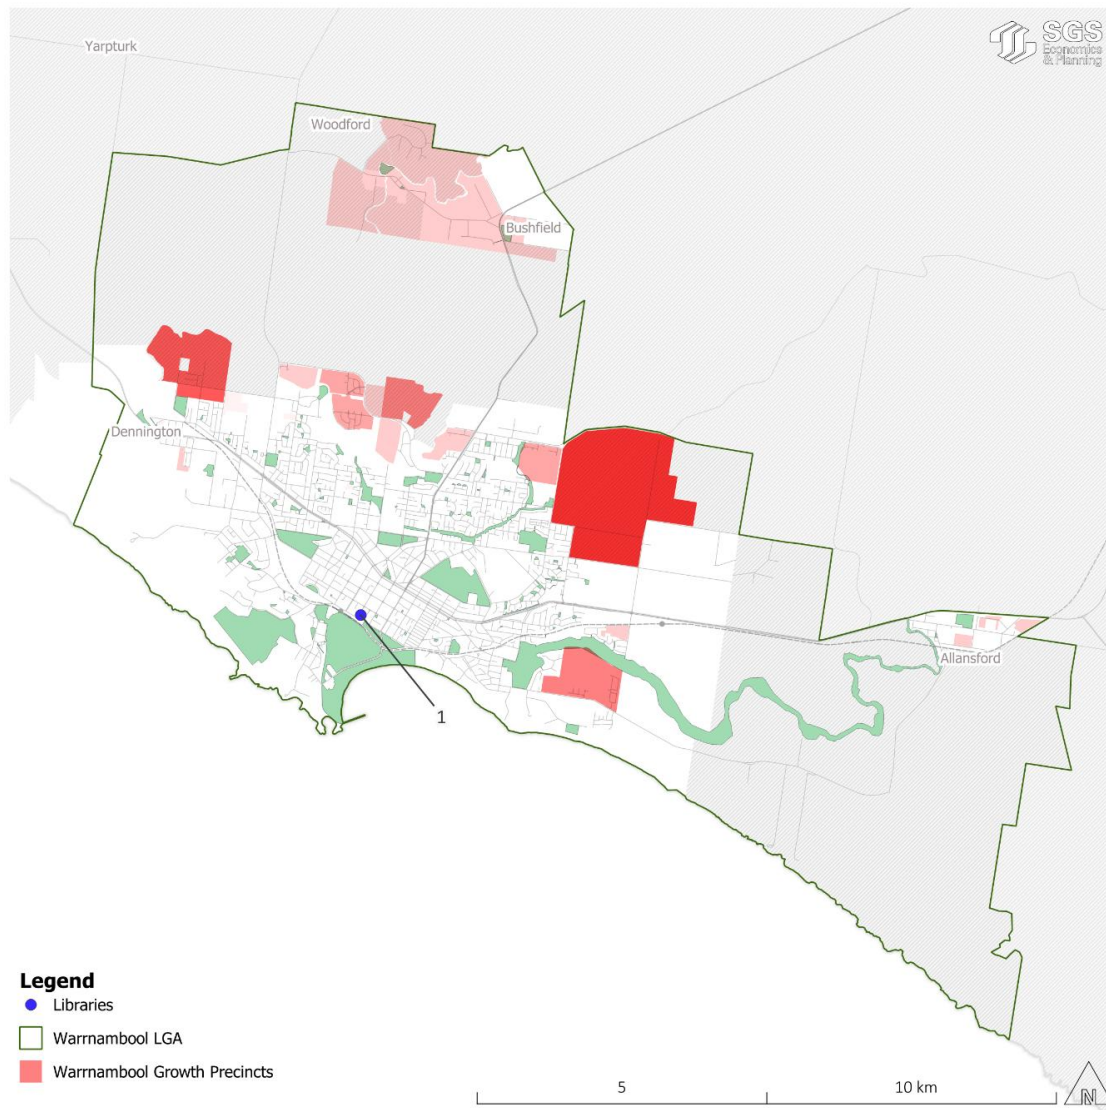 Yarpturk
SGS
Economics
& Planning
Woodford
Bushfield
Dennington
Allansford
1
Legend
Libraries
Warrnambool LGA
Warrnambool Growth Precincts
5
10 km
N